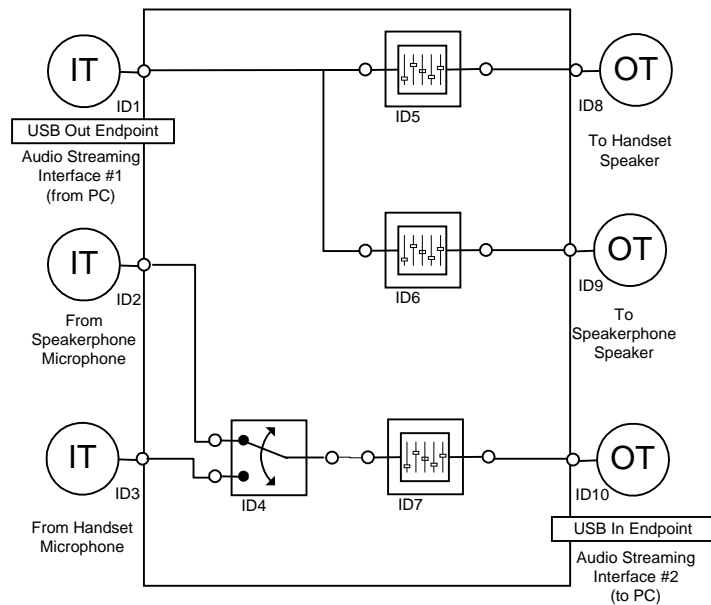 IT
ID1
USB Out Endpoint
Audio Streaming
Interface #1
(from PC)
ID5
OT
ID8
To Handset
Speaker
IT
ID2
From
Speakerphone
Microphone
ID6
OT
ID9
To
Speakerphone
Speaker
IT
ID3
From Handset
Microphone
ID4
ID7
OT
ID10
USB In Endpoint
Audio Streaming
Interface #2
(to PC)